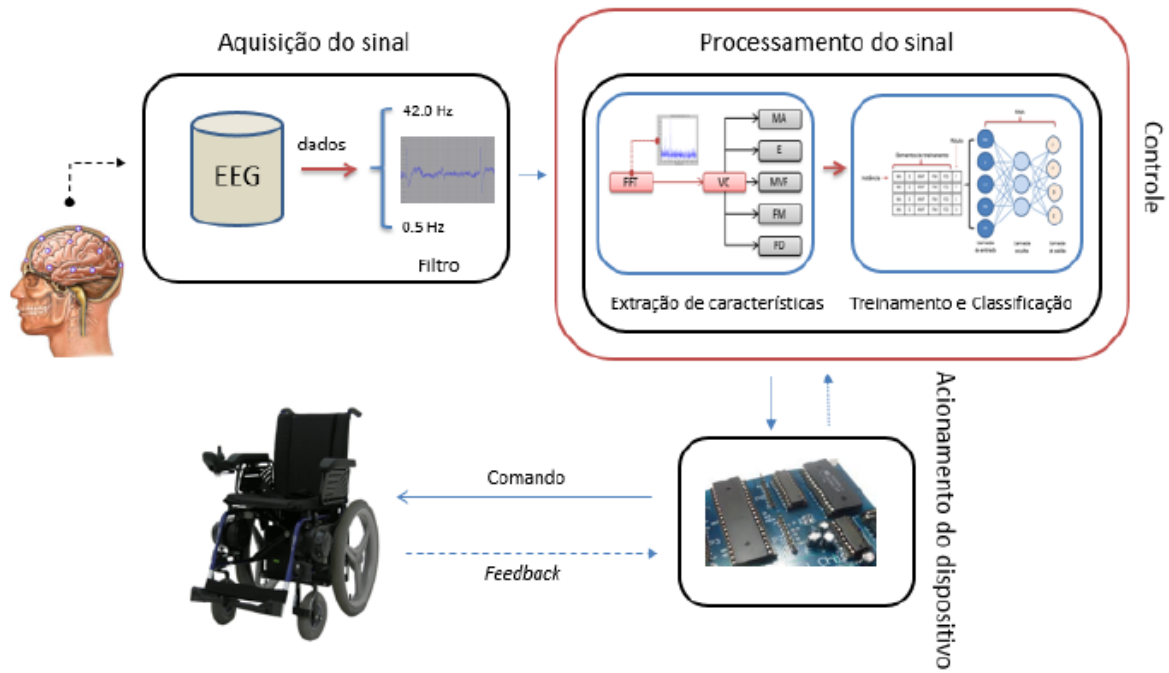 Aquisição do sinal
EEG
dados
42.0 Hz
0.5 Hz
Filtro
Processamento do sinal
FFT
VC
MA
E
MVF
FM
Extração de características
Treinamento e Classificação
Controle
Acionamento do dispositivo
Comando
Feedback